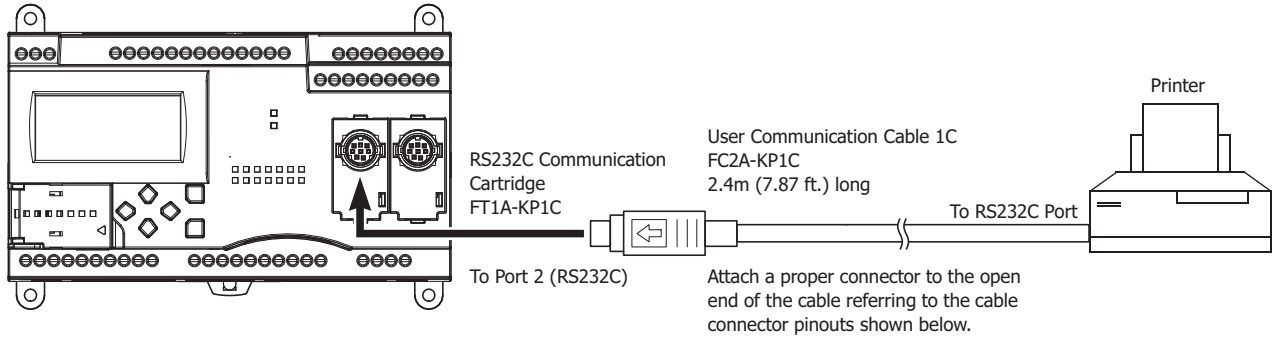 Printer
RS232C Communication
Cartridge
FT1A-KP1C
User Communication Cable 1C
FC2A-KP1C
2.4m (7.87 ft.) long
To RS232C Port
To Port 2 (RS232C)
Attach a proper connector to the open
end of the cable referring to the cable
connector pinouts shown below.